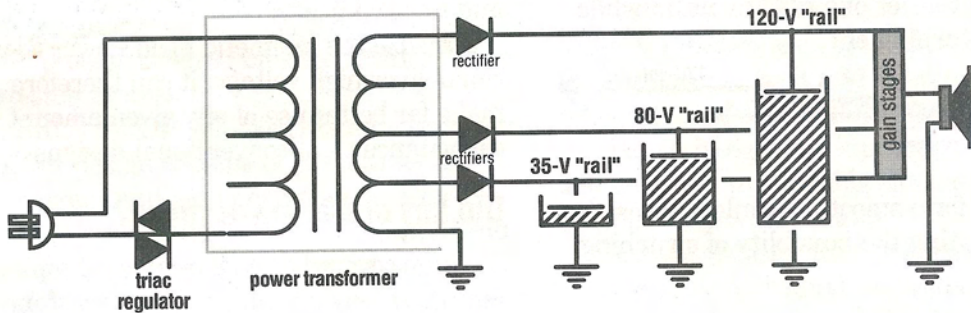 120-V "rail"
rectifier
80-V "rail"
gain stages
rectifiers
35-V "rail"
triac
regulator
power transformer